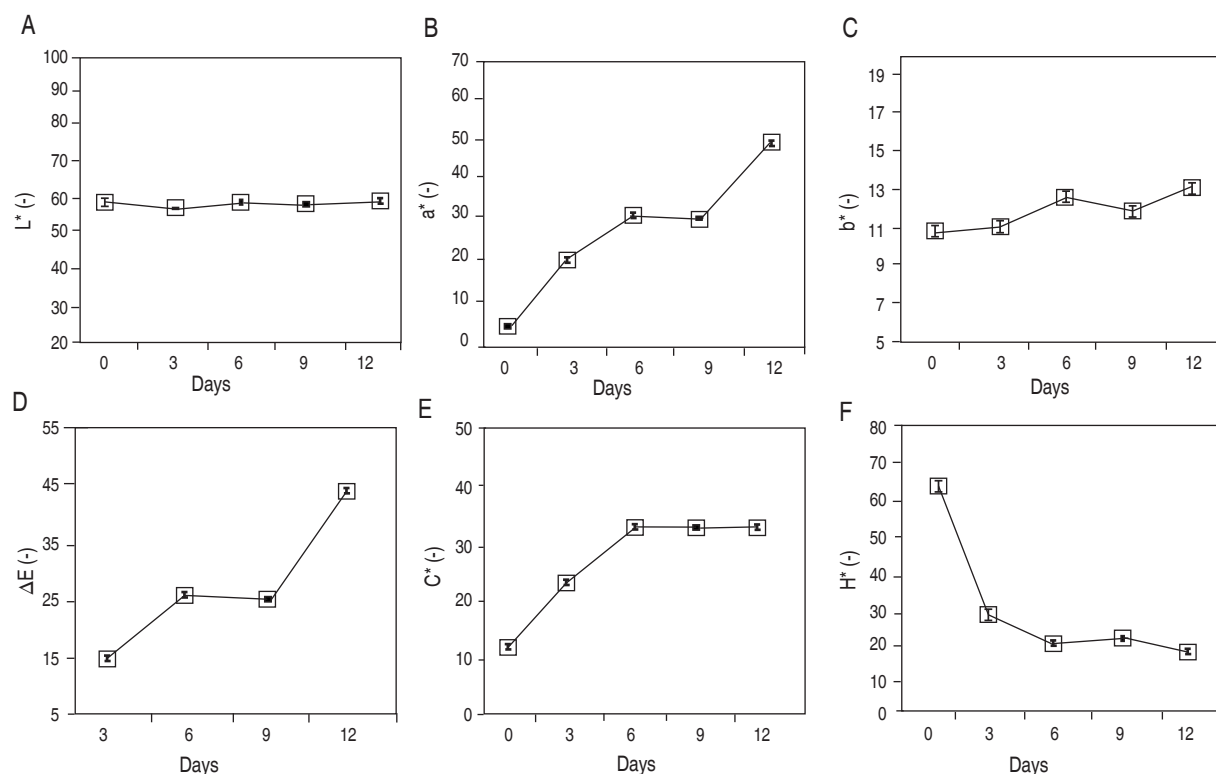 A
L* (-)
100
90
80
70
60
50
40
30
20
0 3 6 9 12
Days
B
a* (-)
70
60
50
40
30
20
10
0
0 3 6 9 12
Days
C
b* (-)
19
17
15
13
11
9
7
5
0 3 6 9 12
Days
D
ΔE (-)
55
45
35
25
15
5
3 6 9 12
Days
E
C* (-)
50
40
30
20
10
0
0 3 6 9 12
Days
F
H* (-)
80
70
60
50
40
30
20
10
0
0 3 6 9 12
Days